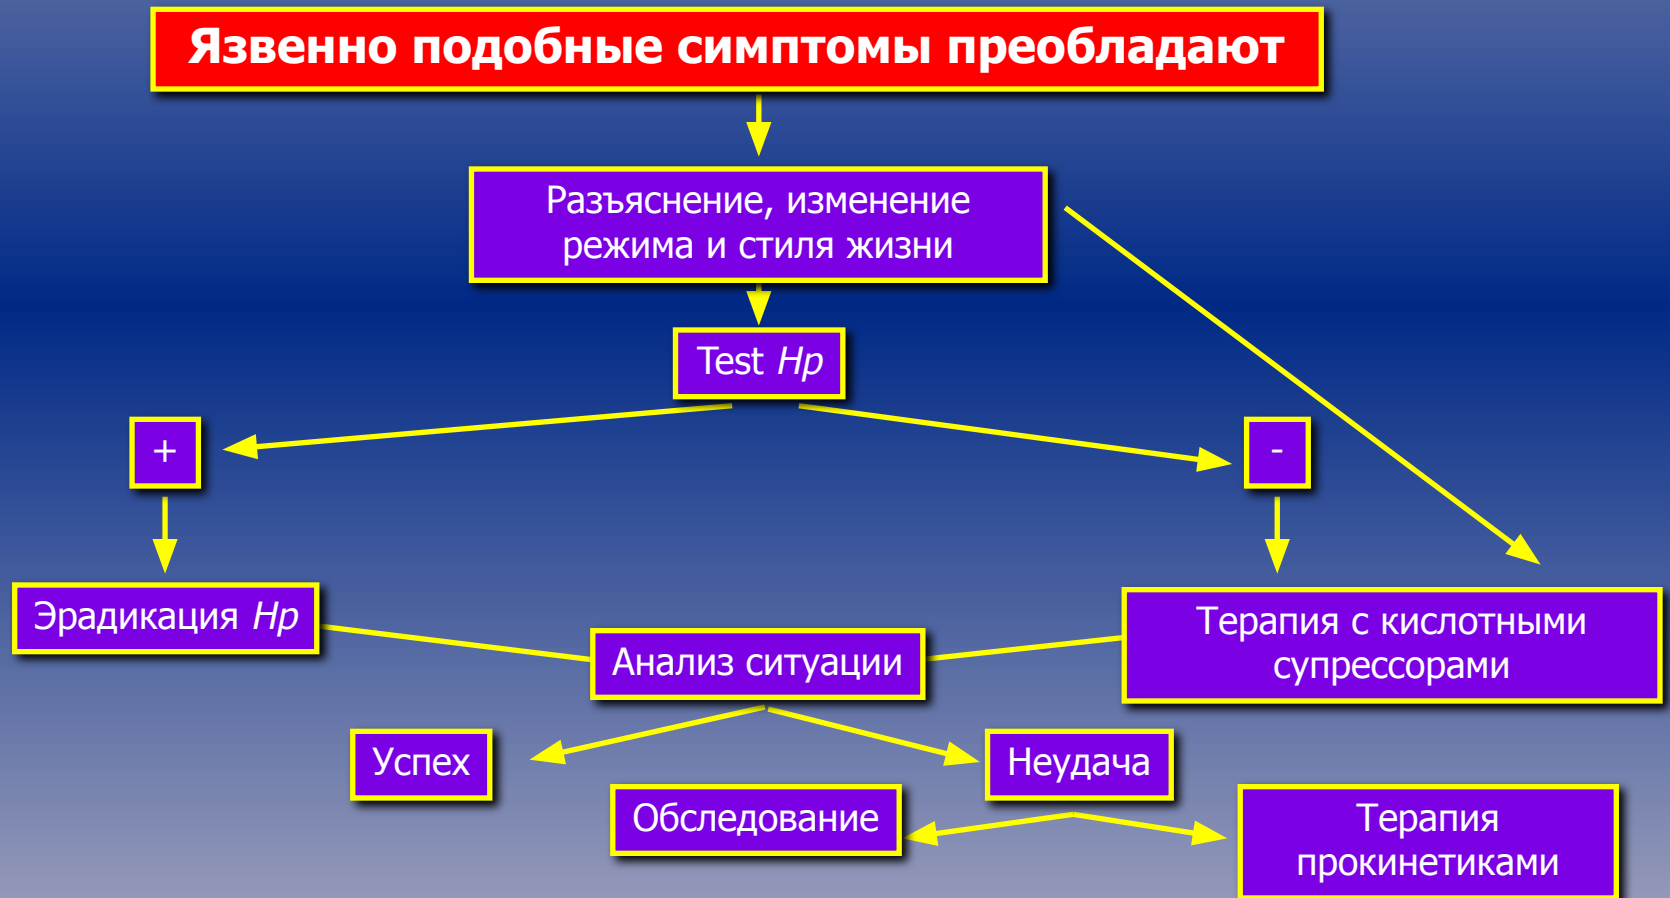 Язвенно подобные симптомы преобладают
Разъяснение, изменение
режима и стиля жизни
Test Hp
+
-
Эрадикация Hp
Анализ ситуации
Терапия с кислотными
супрессорами
Успех
Неудача
Обследование
Терапия
прокинетиками